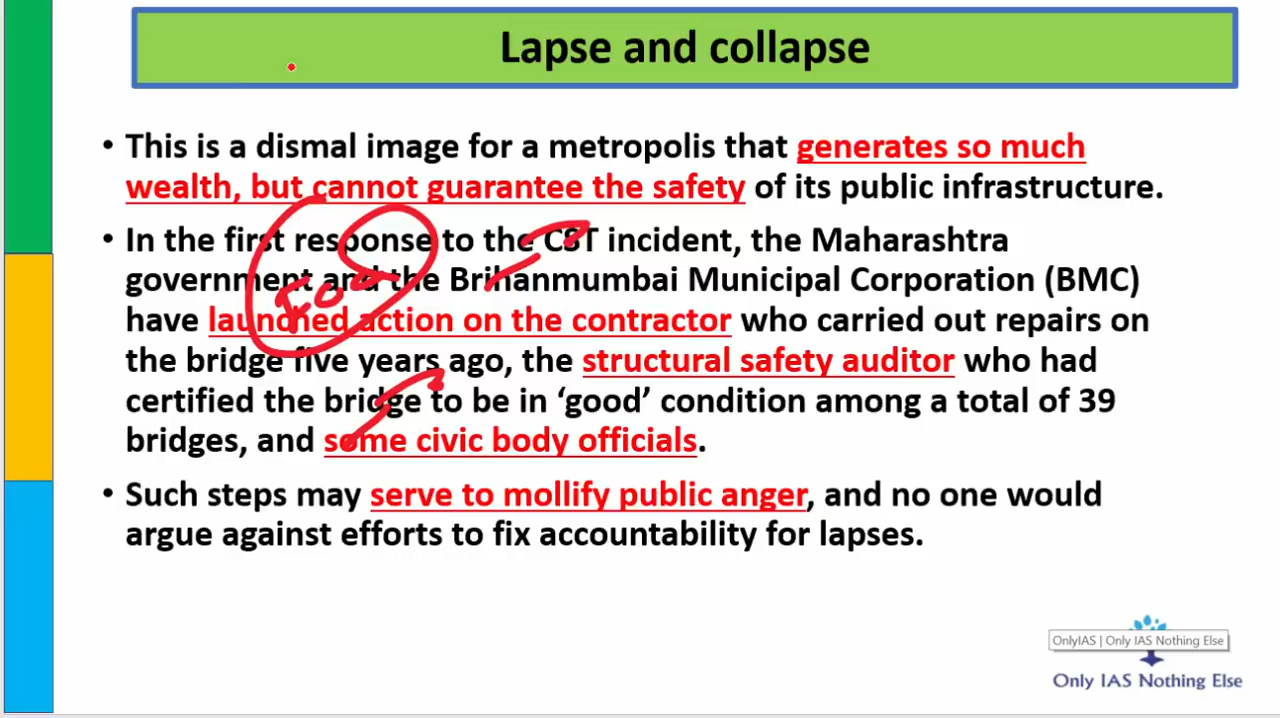 Lapse and collapse
• This is a dismal image for a metropolis that generates so much
wealth, but cannot guarantee the safety of its public infrastructure.
• In the first response to the CST incident, the Maharashtra
government and the Brihanmumbai Municipal Corporation (BMC)
have launched action on the contractor who carried out repairs on
the bridge five years ago, the structural safety auditor who had
certified the bridge to be in ‘good’ condition among a total of 39
bridges, and some civic body officials.
• Such steps may serve to mollify public anger, and no one would
argue against efforts to fix accountability for lapses.
OnlyIAS | Only IAS Nothing Else
Only IAS Nothing Else